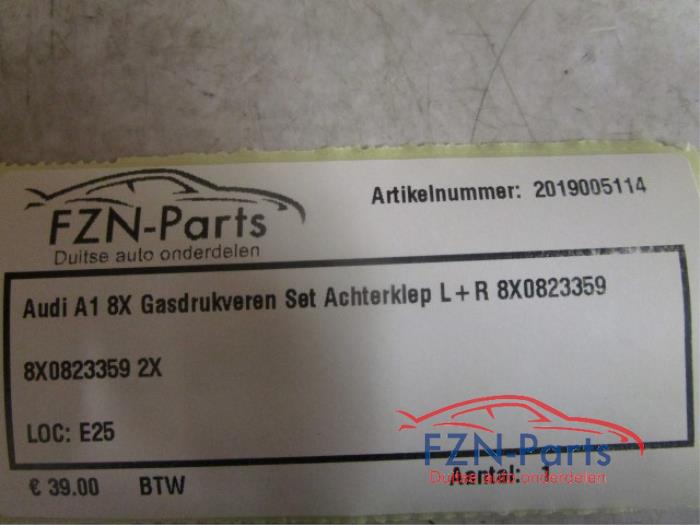 FZN-Parts
Duitse auto onderdelen
Artikelnummer: 2019005114
Audi A1 8X Gasdrukveren Set Achterklep L+R 8X0823359
8X0823359 2X
LOC: E25
€ 39.00 BTW
Aantal: 1
FZN-Parts
Duitse auto onderdelen